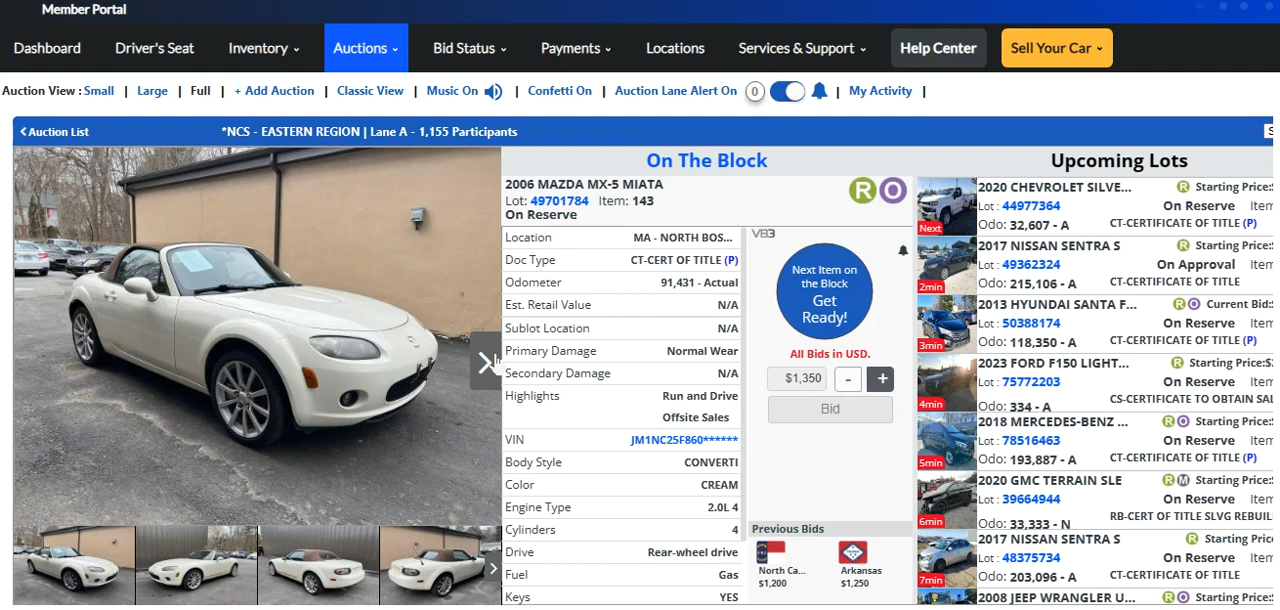 Member Portal
Dashboard Driver's Seat Inventory Auctions Bid Status Payments Locations Services & Support Help Center Sell Your Car
Auction View : Small | Large | Full | + Add Auction | Classic View | Music On | Confetti On | Auction Lane Alert On 0 | My Activity |
Auction List *NCS - EASTERN REGION | Lane A - 1,155 Participants
On The Block
2006 MAZDA MX-5 MIATA
Lot: 49701784 Item: 143
On Reserve
R O
Location MA - NORTH BOS...
Doc Type CT-CERT OF TITLE (P)
Odometer 91,431 - Actual
Est. Retail Value N/A
Sublot Location N/A
Primary Damage Normal Wear
Secondary Damage N/A
Highlights Run and Drive
Offsite Sales
VIN JM1NC25F860******
Body Style CONVERTI
Color CREAM
Engine Type 2.0L 4
Cylinders 4
Drive Rear-wheel drive
Fuel Gas
Keys YES
VB3
Next Item on
the Block
Get
Ready!
All Bids in USD.
$1,350 - +
Bid
Previous Bids
North Ca... Arkansas
$1,200 $1,250
Upcoming Lots
2020 CHEVROLET SILVE... R Starting Price:
Lot : 44977364 On Reserve Item
Next Odo: 32,607 - A CT-CERTIFICATE OF TITLE (P)
2017 NISSAN SENTRA S R Starting Price:
Lot : 49362324 On Approval Item
2min Odo: 215,106 - A CT-CERTIFICATE OF TITLE
2013 HYUNDAI SANTA F... R O Current Bid:
Lot : 50388174 On Reserve Item
3min Odo: 118,350 - A CT-CERTIFICATE OF TITLE (P)
2023 FORD F150 LIGHT... R Starting Price:
Lot : 75772203 On Reserve Item
4min Odo: 334 - A CS-CERTIFICATE TO OBTAIN SAL
2018 MERCEDES-BENZ ... R O Starting Price:
Lot : 78516463 On Reserve Item
5min Odo: 193,887 - A CT-CERTIFICATE OF TITLE (P)
2020 GMC TERRAIN SLE R M Starting Price:
Lot : 39664944 On Reserve Item
6min Odo: 33,333 - N RB-CERT OF TITLE SLVG REBUIL
2017 NISSAN SENTRA S R Starting Price
Lot : 48375734 On Reserve Item
7min Odo: 203,096 - A CT-CERTIFICATE OF TITLE
2008 JEEP WRANGLER U... R O Starting Price: